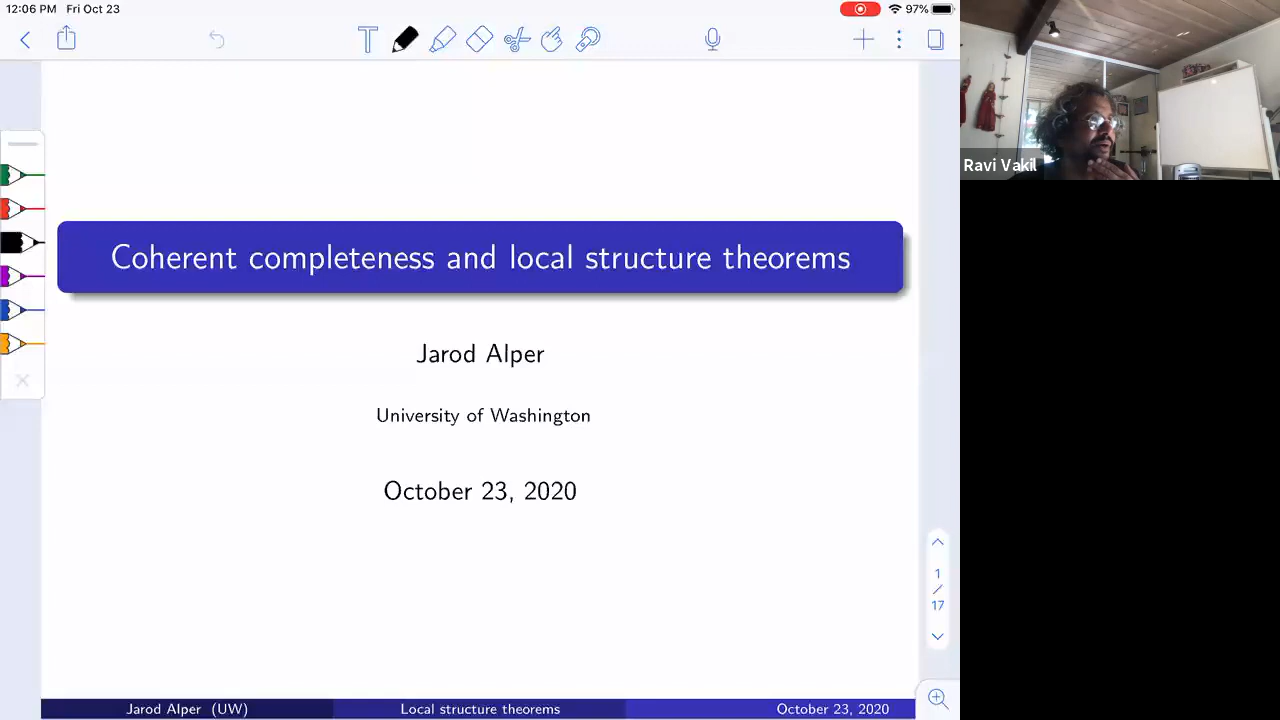 12:06 PM Fri Oct 23
97%
Ravi Vakil
Coherent completeness and local structure theorems
Jarod Alper
University of Washington
October 23, 2020
1
/
17
Jarod Alper (UW)
Local structure theorems
October 23, 2020